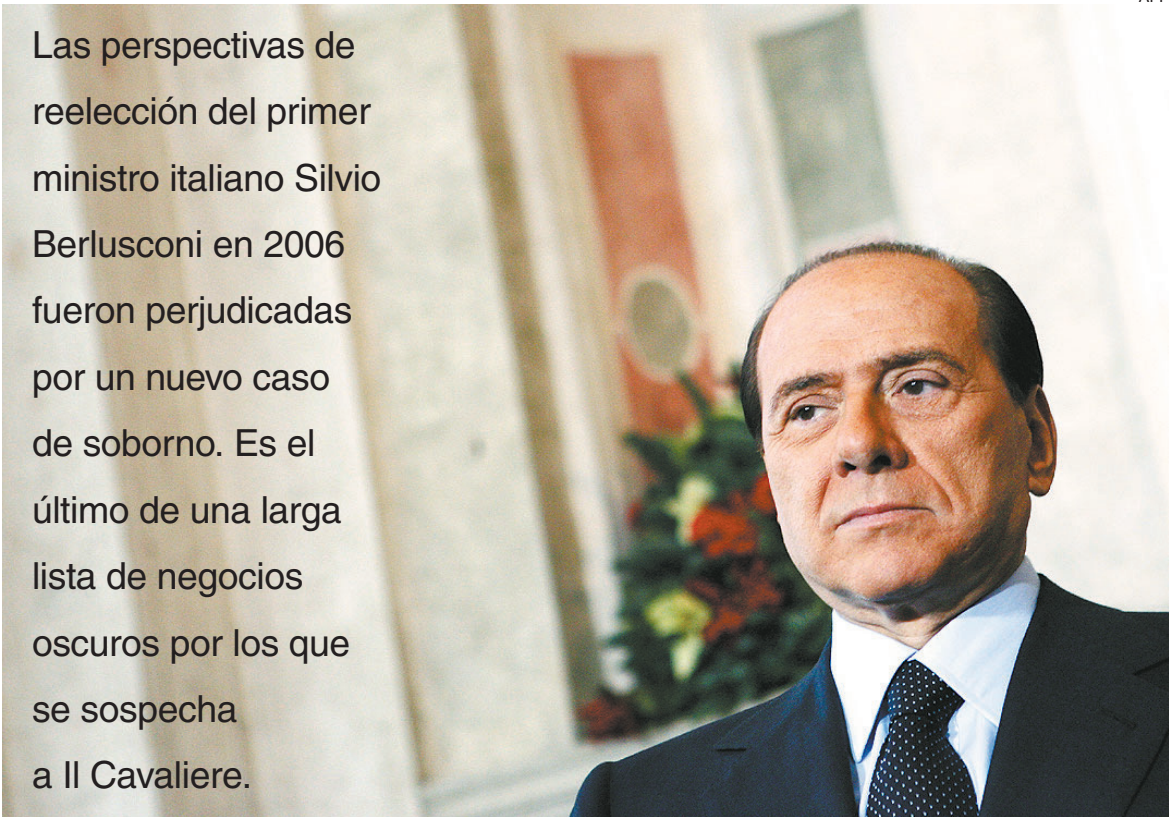 Las perspectivas de
reelección del primer
ministro italiano Silvio
Berlusconi en 2006
fueron perjudicadas
por un nuevo caso
de soborno. Es el
último de una larga
lista de negocios
oscuros por los que
se sospecha
a Il Cavaliere.